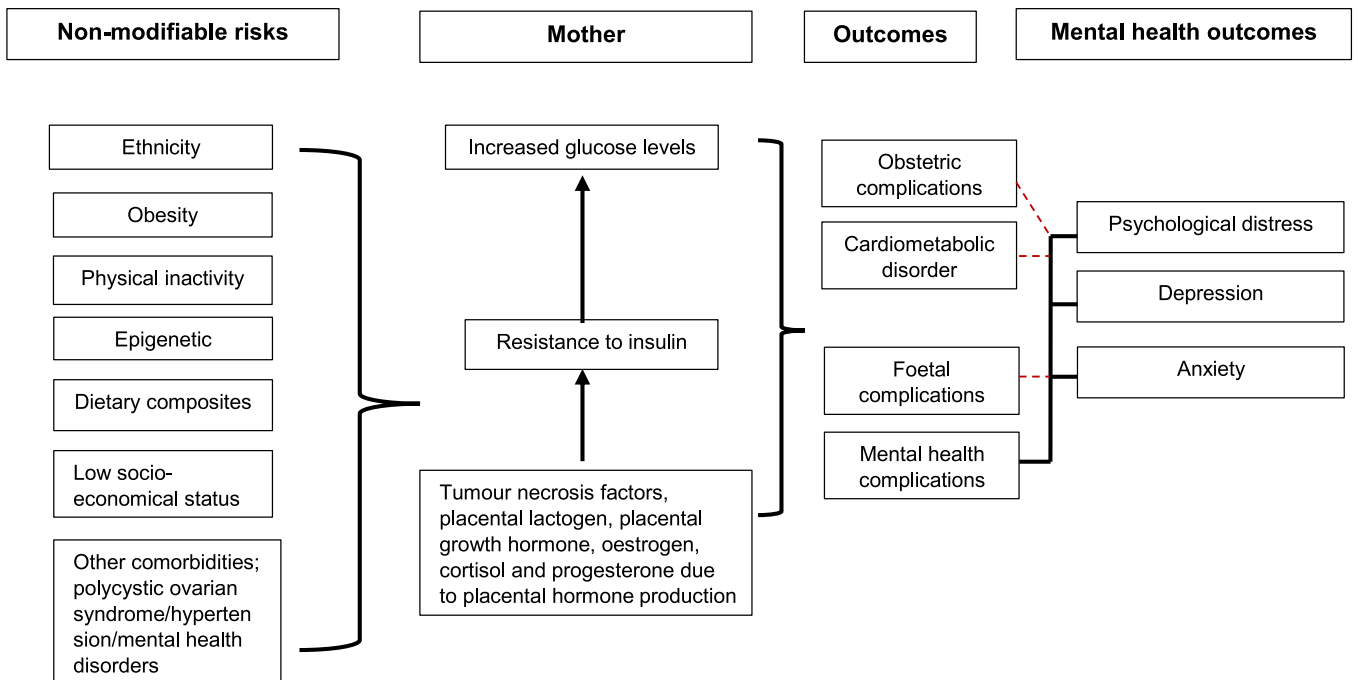 Non-modifiable risks
Mother
Outcomes
Mental health outcomes
Ethnicity
Obesity
Physical inactivity
Epigenetic
Dietary composites
Low socio-
economical status
Other comorbidities;
polycystic ovarian
syndrome/hyperten
sion/mental health
disorders
Increased glucose levels
Resistance to insulin
Tumour necrosis factors,
placental lactogen, placental
growth hormone, oestrogen,
cortisol and progesterone due
to placental hormone production
Obstetric
complications
Cardiometabolic
disorder
Foetal
complications
Mental health
complications
Psychological distress
Depression
Anxiety